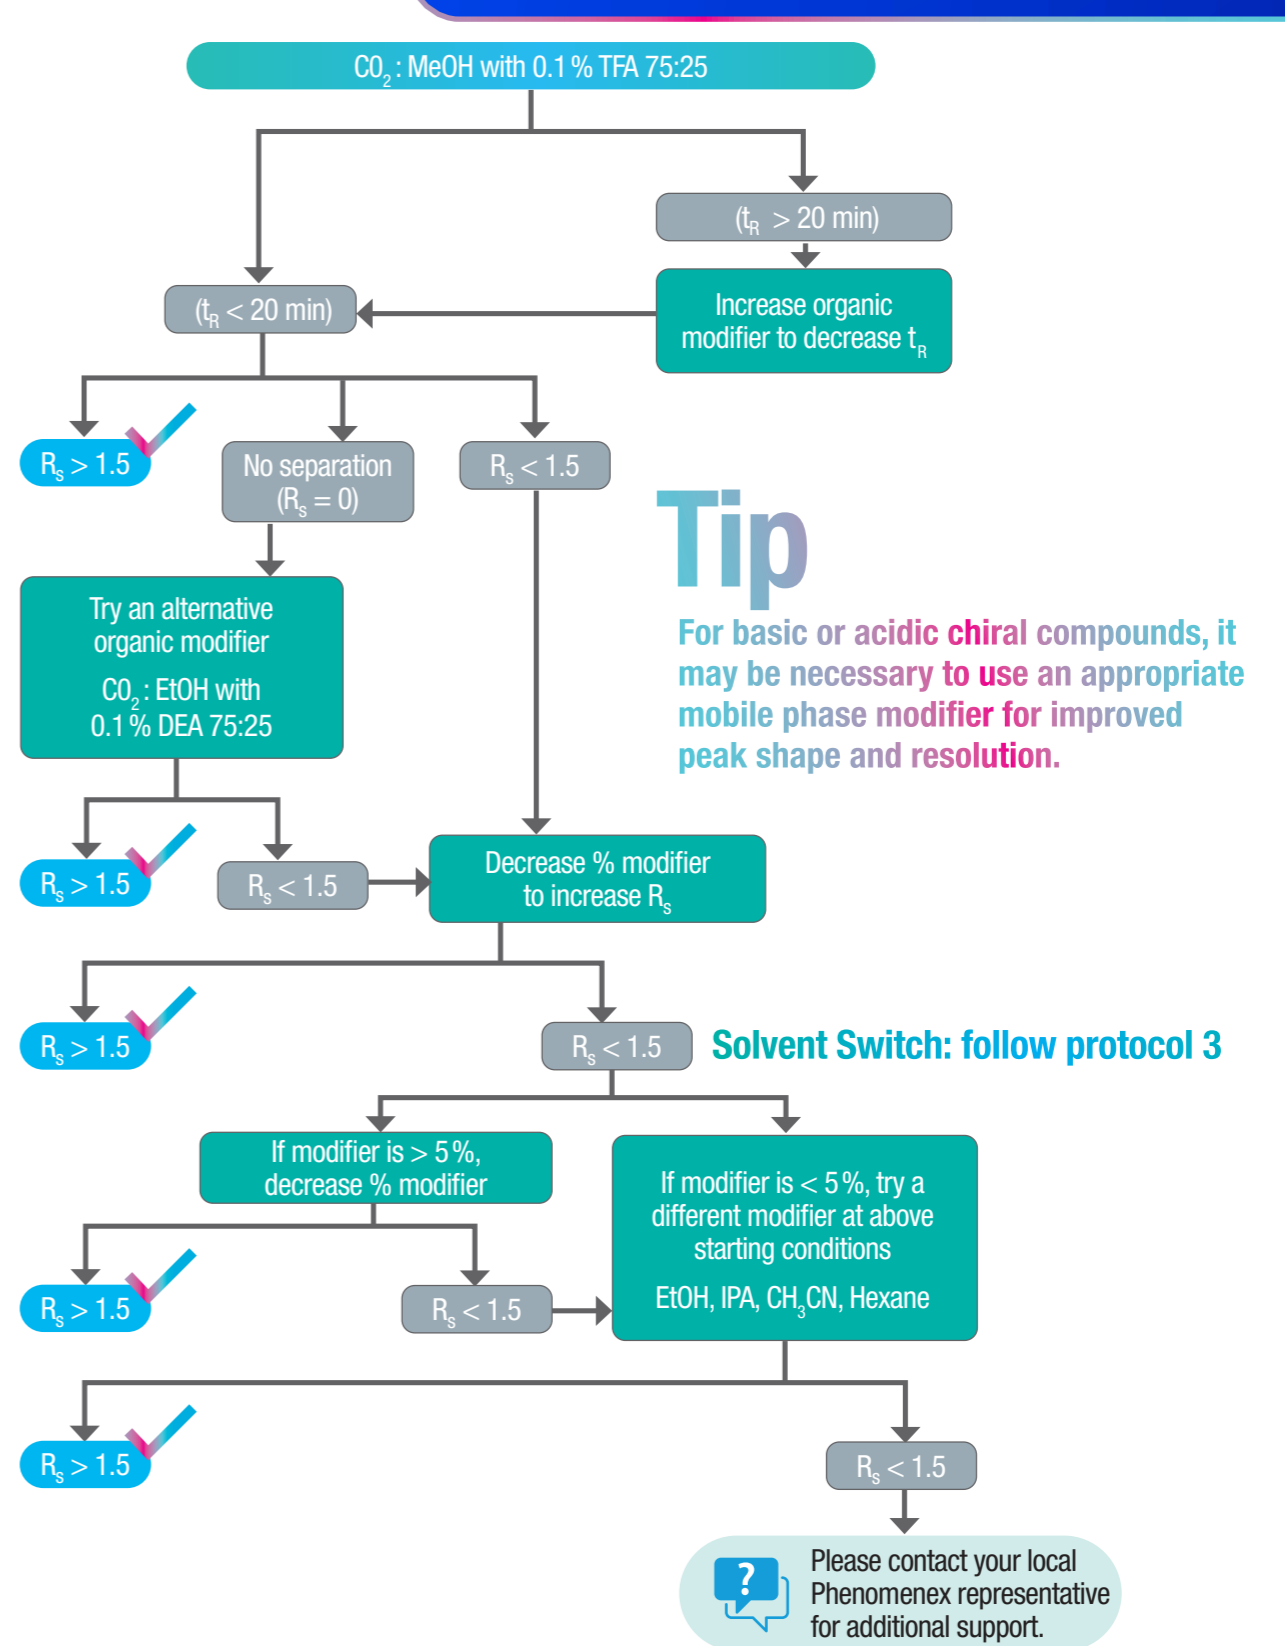 CO₂ : MeOH with 0.1 % TFA 75:25
(tR > 20 min)
Increase organic
modifier to decrease tR
(tR < 20 min)
Rs > 1.5
No separation
(Rs = 0)
Rs < 1.5
Tip
For basic or acidic chiral compounds, it
may be necessary to use an appropriate
mobile phase modifier for improved
peak shape and resolution.
Try an alternative
organic modifier
CO₂ : EtOH with
0.1 % DEA 75:25
Rs > 1.5
Rs < 1.5
Decrease % modifier
to increase Rs
Rs > 1.5
Rs < 1.5
Solvent Switch: follow protocol 3
If modifier is > 5 %,
decrease % modifier
If modifier is < 5 %, try a
different modifier at above
starting conditions
EtOH, IPA, CH₃CN, Hexane
Rs > 1.5
Rs < 1.5
Rs > 1.5
Rs < 1.5
?
Please contact your local
Phenomenex representative
for additional support.